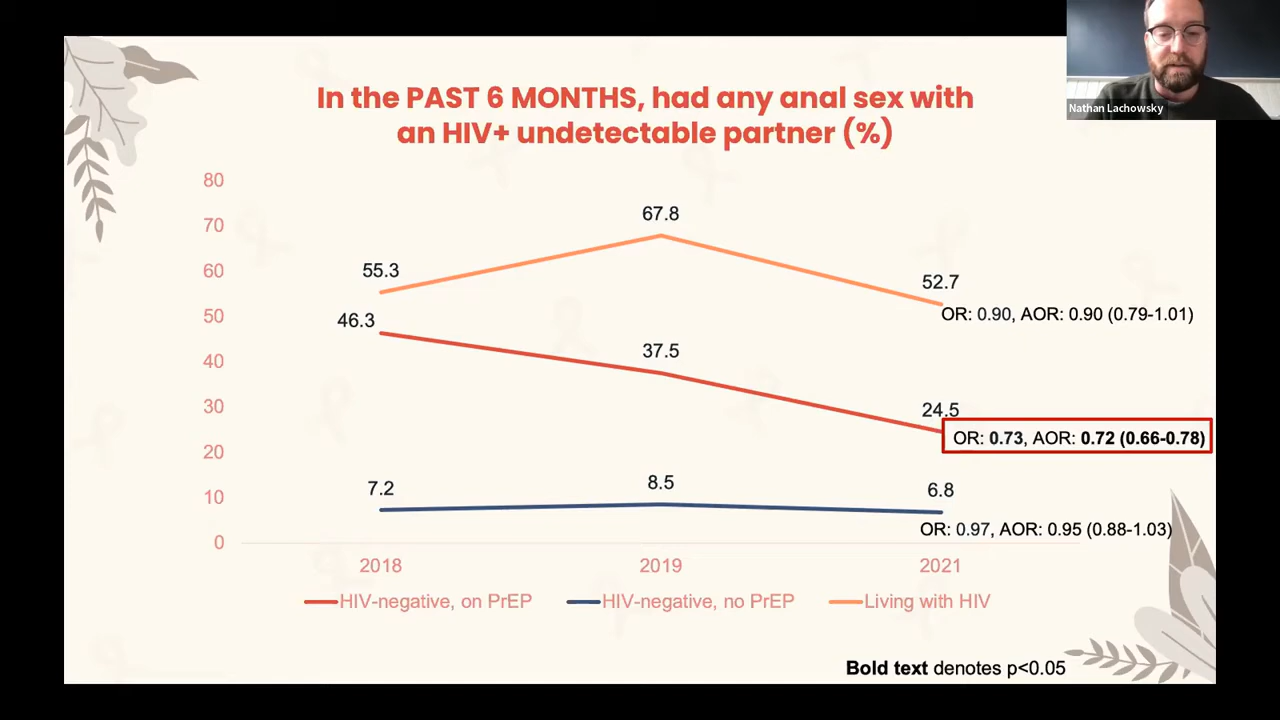 Nathan Lachowsky
In the PAST 6 MONTHS, had any anal sex with
an HIV+ undetectable partner (%)
80
70
60
50
40
30
20
10
0
67.8
55.3
52.7
OR: 0.90, AOR: 0.90 (0.79-1.01)
46.3
37.5
24.5
OR: 0.73, AOR: 0.72 (0.66-0.78)
7.2
8.5
6.8
OR: 0.97, AOR: 0.95 (0.88-1.03)
2018 2019 2021
HIV-negative, on PrEP HIV-negative, no PrEP Living with HIV
Bold text denotes p<0.05